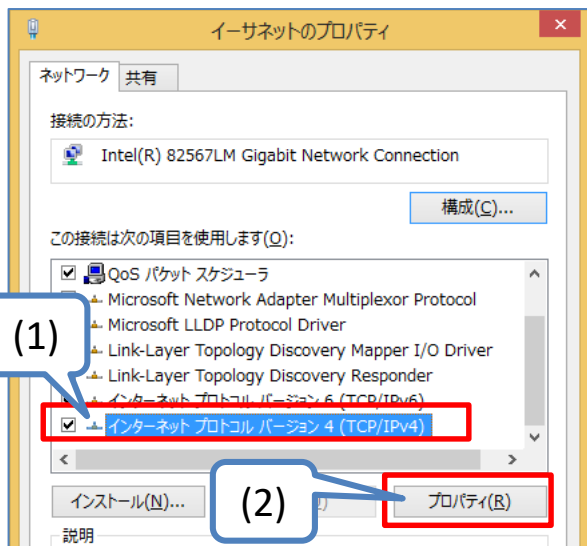 イーサネットのプロパティ
ネットワーク 共有
接続の方法:
Intel(R) 82567LM Gigabit Network Connection
構成(C)...
この接続は次の項目を使用します(O):
QoS パケット スケジューラ
Microsoft Network Adapter Multiplexor Protocol
Microsoft LLDP Protocol Driver
Link-Layer Topology Discovery Mapper I/O Driver
Link-Layer Topology Discovery Responder
インターネット プロトコル バージョン 6 (TCP/IPv6)
インターネット プロトコル バージョン 4 (TCP/IPv4)
(1)
インストール(N)...
(2)
プロパティ(R)
説明